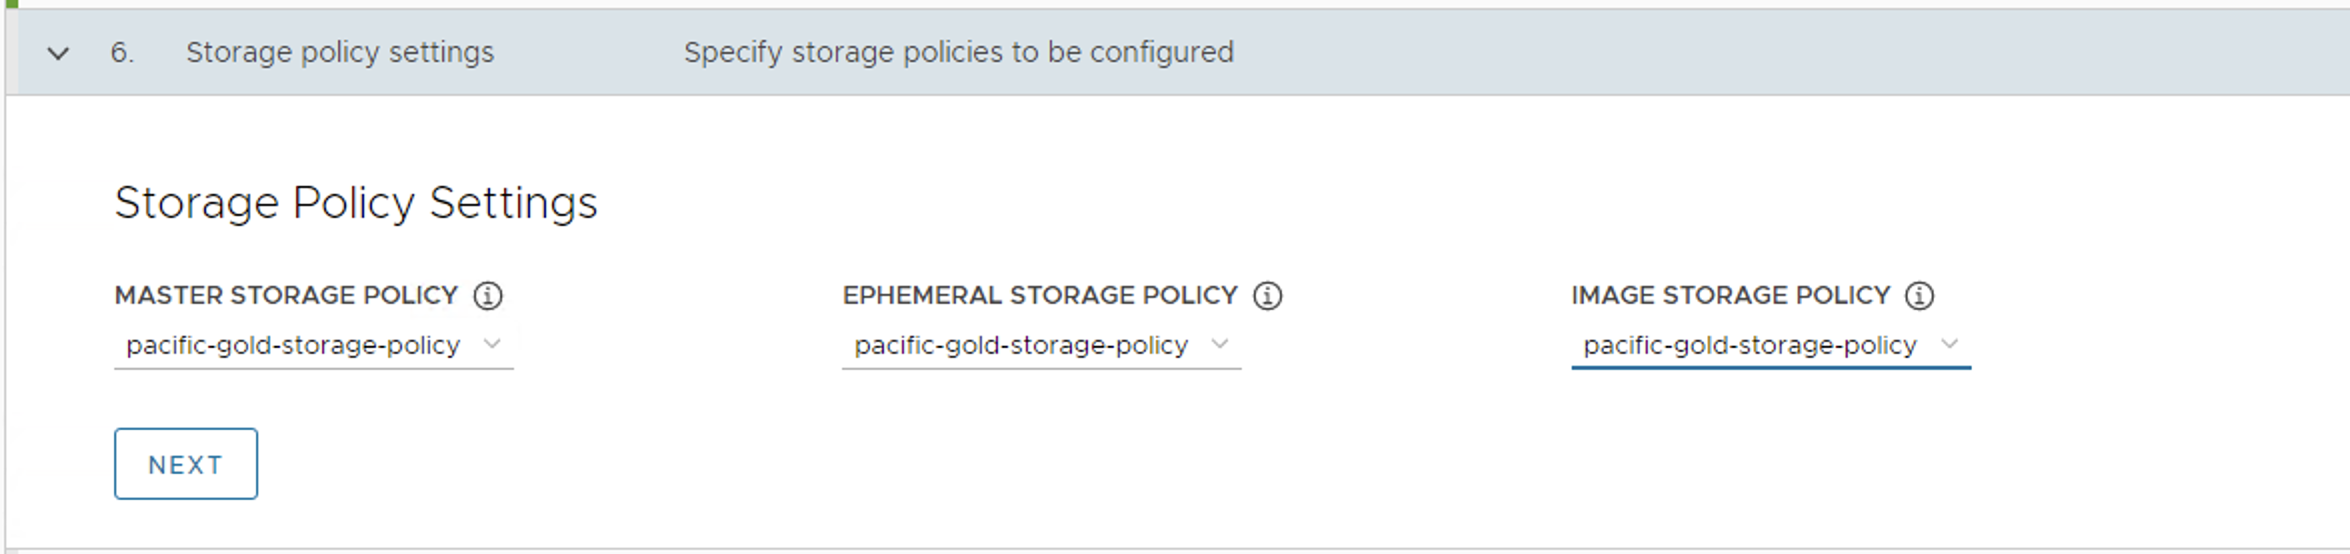 6. Storage policy settings Specify storage policies to be configured
Storage Policy Settings
MASTER STORAGE POLICY EPHEMERAL STORAGE POLICY IMAGE STORAGE POLICY
pacific-gold-storage-policy pacific-gold-storage-policy pacific-gold-storage-policy
NEXT